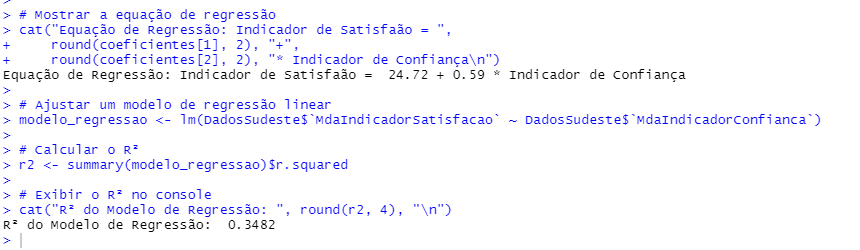 >
> # Mostrar a equação de regressão
> cat("Equação de Regressão: Indicador de Satisfaão = ",
+     round(coeficientes[1], 2), "+",
+     round(coeficientes[2], 2), "* Indicador de Confiança\n")
Equação de Regressão: Indicador de Satisfaão =  24.72 + 0.59 * Indicador de Confiança
>
> # Ajustar um modelo de regressão linear
> modelo_regressao <- lm(DadosSudeste$`MdaIndicadorSatisfacao` ~ DadosSudeste$`MdaIndicadorConfianca`)
>
> # Calcular o R²
> r2 <- summary(modelo_regressao)$r.squared
>
> # Exibir o R² no console
> cat("R² do Modelo de Regressão: ", round(r2, 4), "\n")
R² do Modelo de Regressão:  0.3482
>